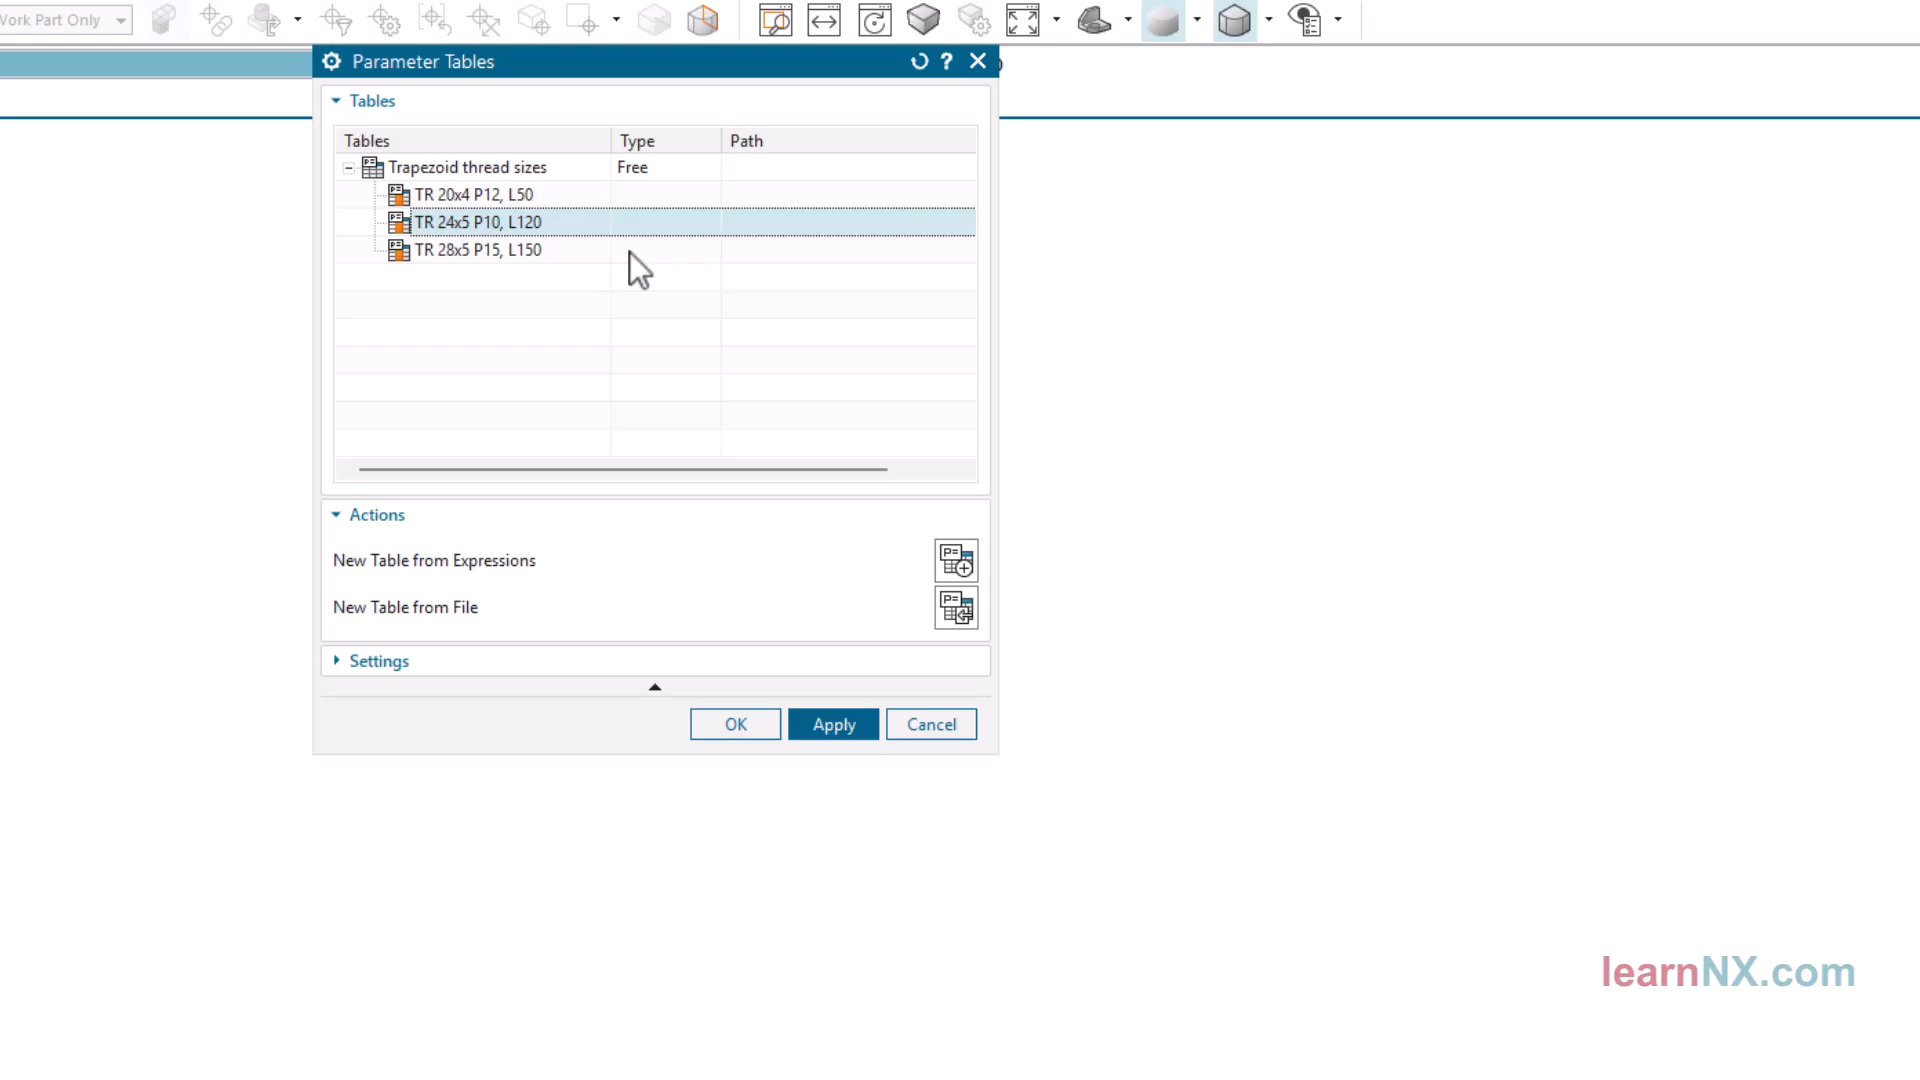 Work Part Only
Parameter Tables
Tables
Tables Type Path
Trapezoid thread sizes Free
TR 20x4 P12, L50
TR 24x5 P10, L120
TR 28x5 P15, L150
Actions
New Table from Expressions
New Table from File
Settings
OK Apply Cancel
learnNX.com